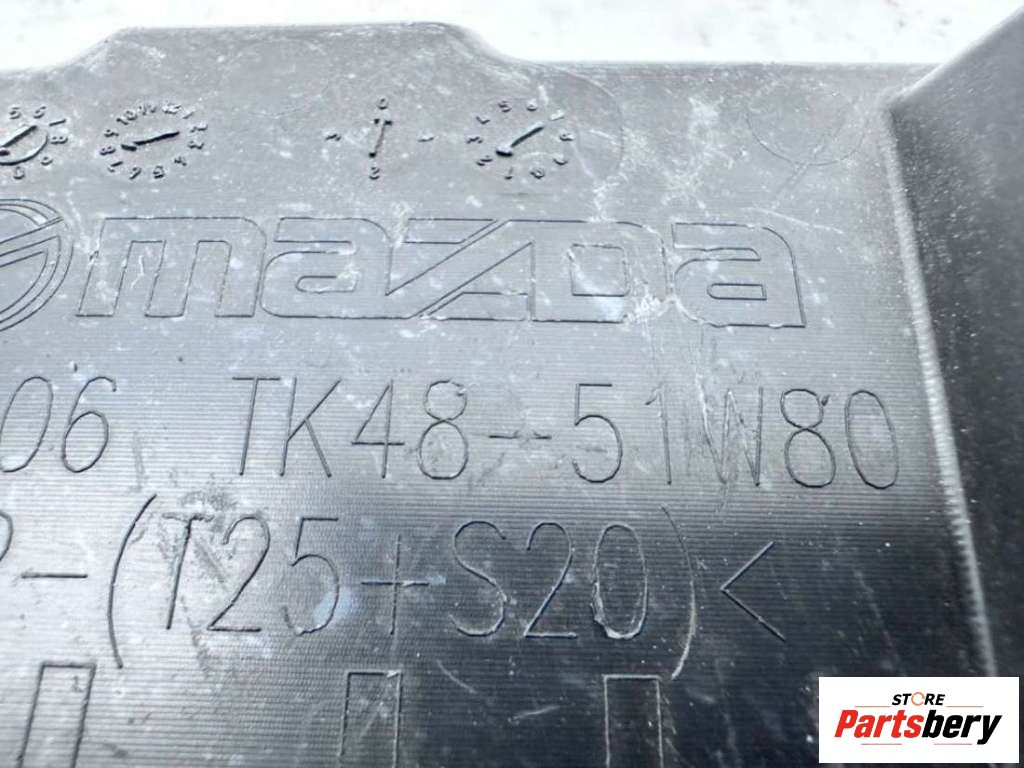 mazda
06 TK48-51W80
-(T25+S20)<
STORE
Partsbery